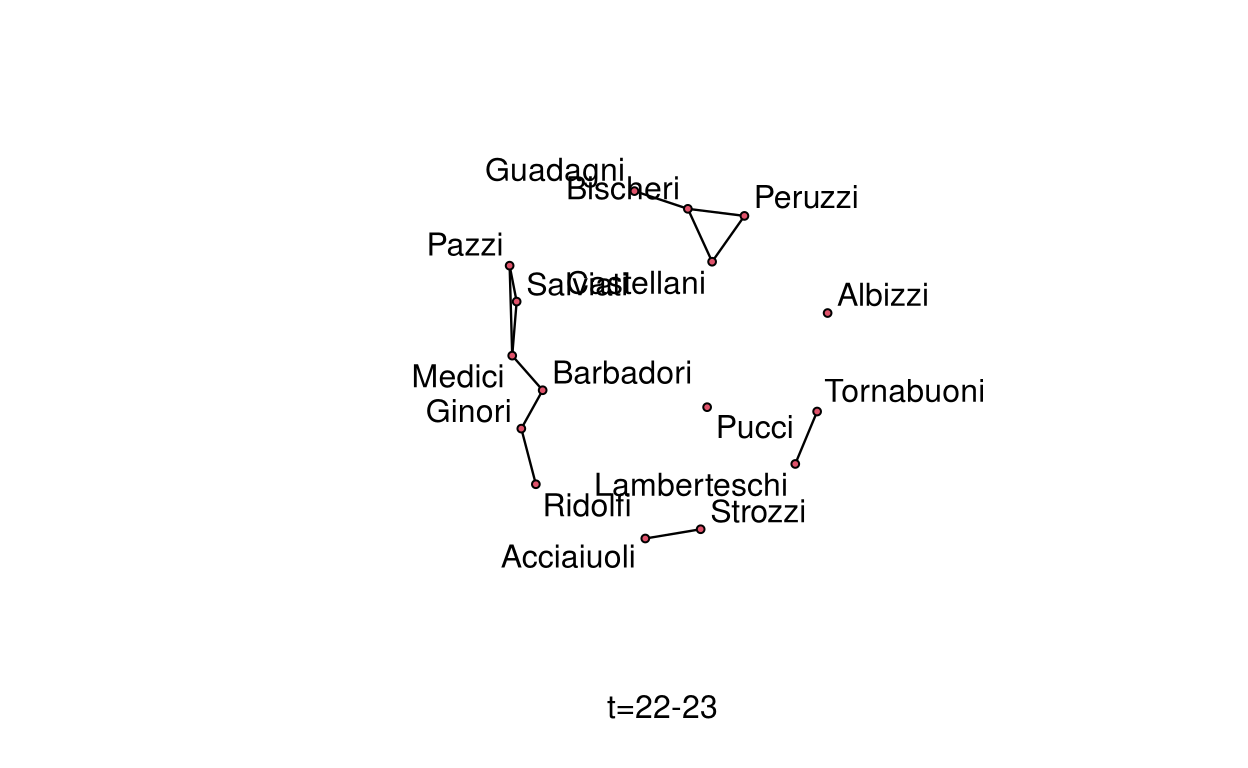 Guadagni
Bischeri
Peruzzi
Pazzi
Salviati
Castellani
Albizzi
Medici
Barbadori
Ginori
Tornabuoni
Pucci
Lamberteschi
Ridolfi
Strozzi
Acciaiuoli
t=22-23